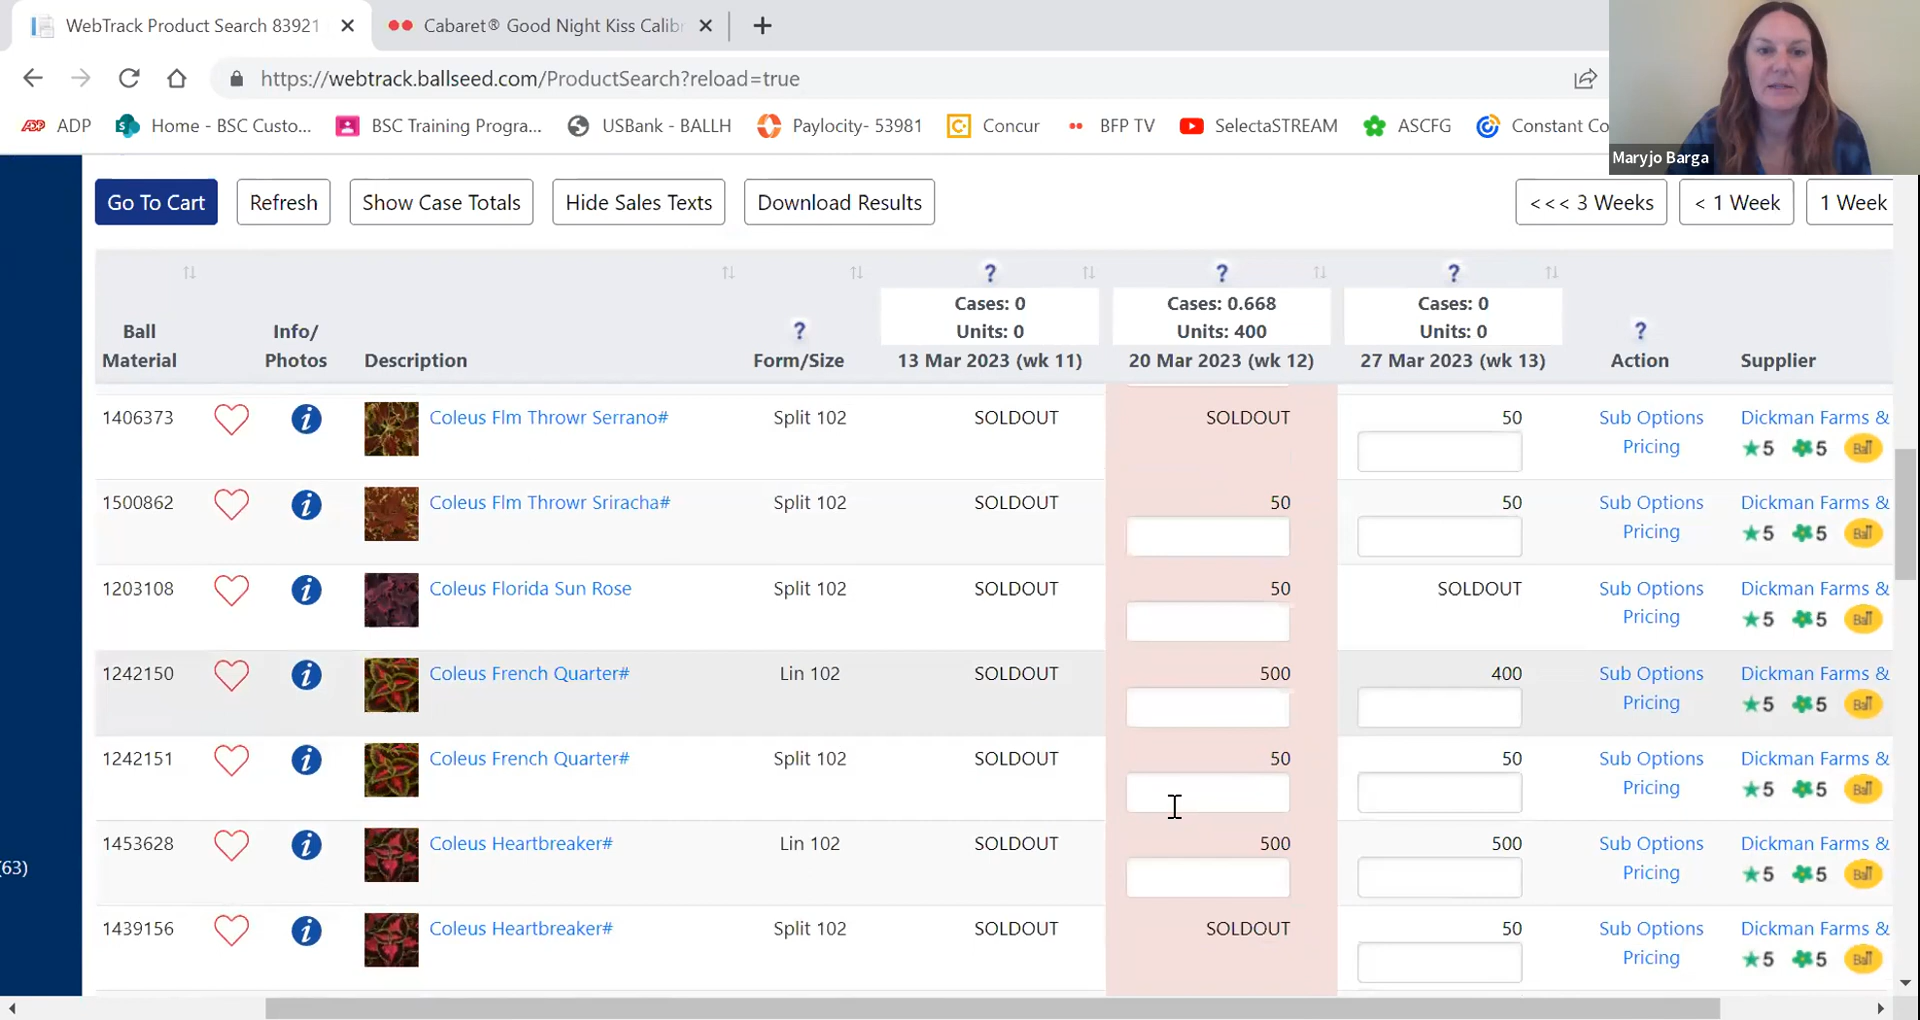 WebTrack Product Search 83921
Cabaret® Good Night Kiss Calibr
https://webtrack.ballseed.com/ProductSearch?reload=true
ADP ADP
Home - BSC Custo...
BSC Training Progra...
USBank - BALLH
Paylocity- 53981
Concur
BFP TV
SelectaSTREAM
ASCFG
Constant Co
Maryjo Barga
Go To Cart
Refresh
Show Case Totals
Hide Sales Texts
Download Results
<<< 3 Weeks
< 1 Week
1 Week
? ? ?
Cases: 0 Cases: 0.668 Cases: 0
Ball Info/ ? Units: 0 Units: 400 Units: 0 ?
Material Photos Description Form/Size 13 Mar 2023 (wk 11) 20 Mar 2023 (wk 12) 27 Mar 2023 (wk 13) Action Supplier
1406373 i Coleus Flm Throwr Serrano# Split 102 SOLDOUT SOLDOUT 50 Sub Options Dickman Farms &
Pricing 5 5 Ball
1500862 i Coleus Flm Throwr Sriracha# Split 102 SOLDOUT 50 50 Sub Options Dickman Farms &
Pricing 5 5 Ball
1203108 i Coleus Florida Sun Rose Split 102 SOLDOUT 50 SOLDOUT Sub Options Dickman Farms &
Pricing 5 5 Ball
1242150 i Coleus French Quarter# Lin 102 SOLDOUT 500 400 Sub Options Dickman Farms &
Pricing 5 5 Ball
1242151 i Coleus French Quarter# Split 102 SOLDOUT 50 50 Sub Options Dickman Farms &
Pricing 5 5 Ball
1453628 i Coleus Heartbreaker# Lin 102 SOLDOUT 500 500 Sub Options Dickman Farms &
(63) Pricing 5 5 Ball
1439156 i Coleus Heartbreaker# Split 102 SOLDOUT SOLDOUT 50 Sub Options Dickman Farms &
Pricing 5 5 Ball